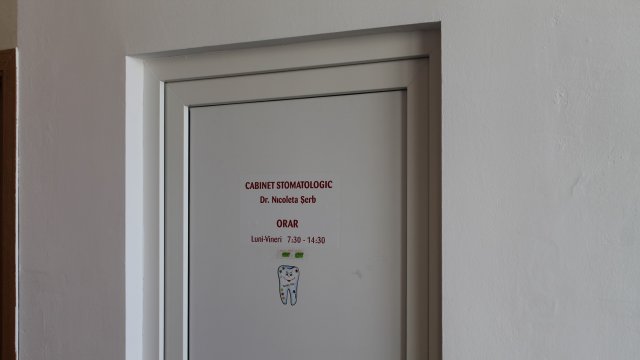 CABINET STOMATOLOGIC
Dr. Nicoleta Șerb
ORAR
Luni-Vineri 7:30 - 14:30